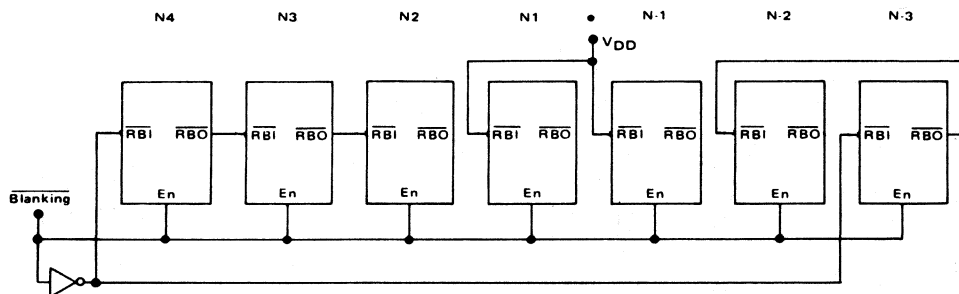 N4 N3 N2 N1 • N-1 N-2 N-3
VDD
RBI RBO RBI RBO RBI RBO RBI RBO RBI RBO RBI RBO RBI RBO
En En En En En En En
Blanking